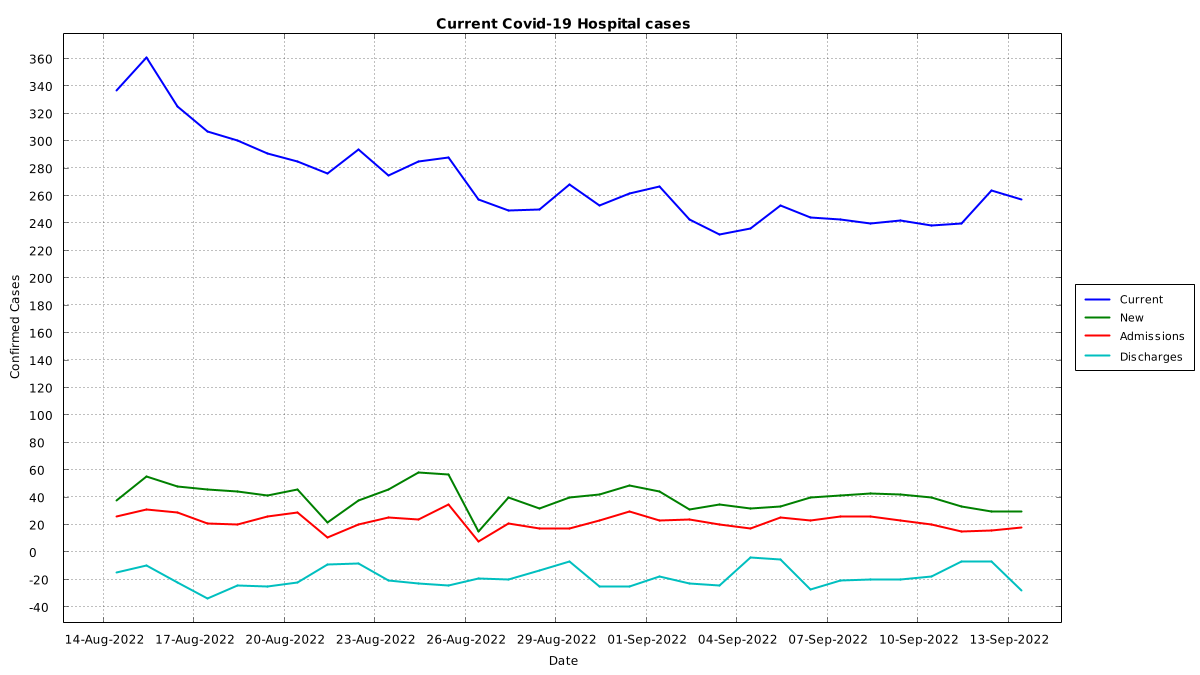 Current Covid-19 Hospital cases
360
340
320
300
280
260
240
220
200
180
160
140
120
100
80
60
40
20
0
-20
-40
Confirmed Cases
14-Aug-2022 17-Aug-2022 20-Aug-2022 23-Aug-2022 26-Aug-2022 29-Aug-2022 01-Sep-2022 04-Sep-2022 07-Sep-2022 10-Sep-2022 13-Sep-2022
Date
Current
New
Admissions
Discharges